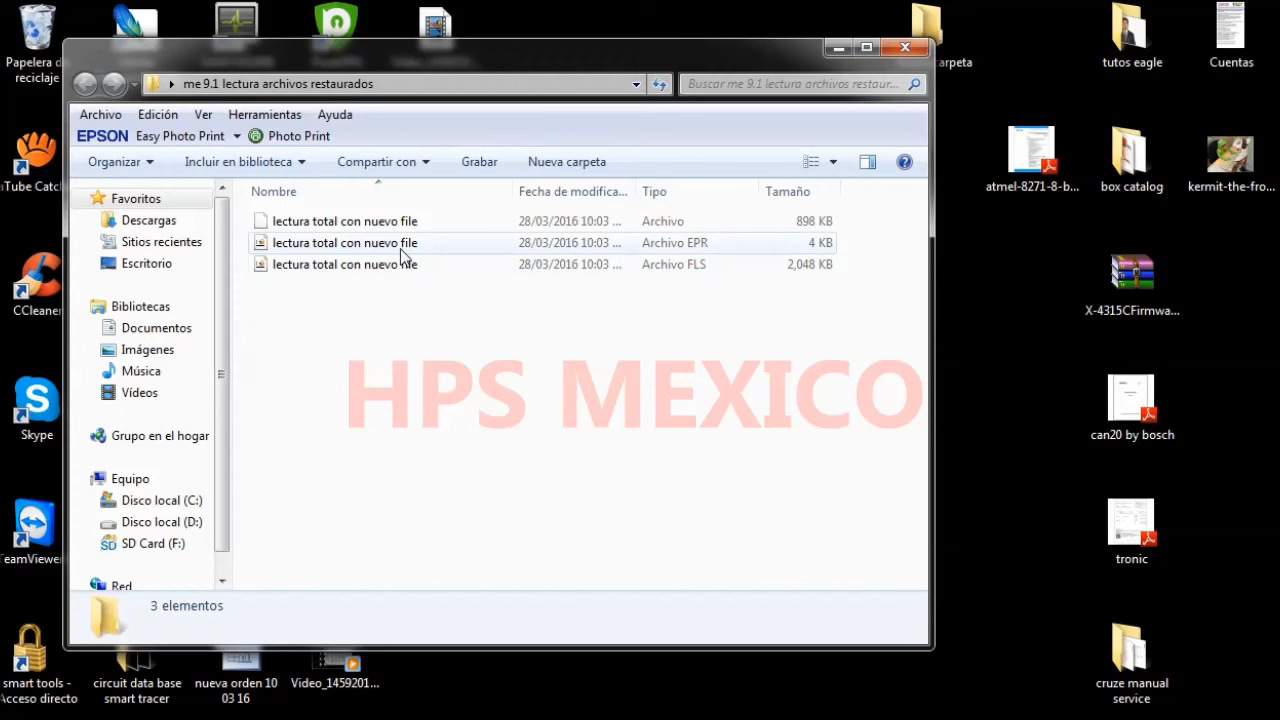 Papelera de
reciclaje
carpeta
tutos eagle
Cuentas
me 9.1 lectura archivos restaurados
Buscar me 9.1 lectura archivos restaur...
Archivo Edición Ver Herramientas Ayuda
EPSON Easy Photo Print Photo Print
Organizar Incluir en biblioteca Compartir con Grabar Nueva carpeta
Nombre Fecha de modifica... Tipo Tamaño
lectura total con nuevo file 28/03/2016 10:03 ... Archivo 898 KB
lectura total con nuevo file 28/03/2016 10:03 ... Archivo EPR 4 KB
lectura total con nuevo file 28/03/2016 10:03 ... Archivo FLS 2,048 KB
Favoritos
Descargas
Sitios recientes
Escritorio
Bibliotecas
Documentos
Imágenes
Música
Vídeos
Grupo en el hogar
Equipo
Disco local (C:)
Disco local (D:)
SD Card (F:)
Red
3 elementos
HPS MEXICO
aTube Catc
CCleaner
Skype
TeamViewer
atmel-8271-8-b...
box catalog
kermit-the-fro...
X-4315CFirmwa...
can20 by bosch
tronic
smart tools -
Acceso directo
circuit data base
smart tracer
nueva orden 10
03 16
Video_1459201...
cruze manual
service